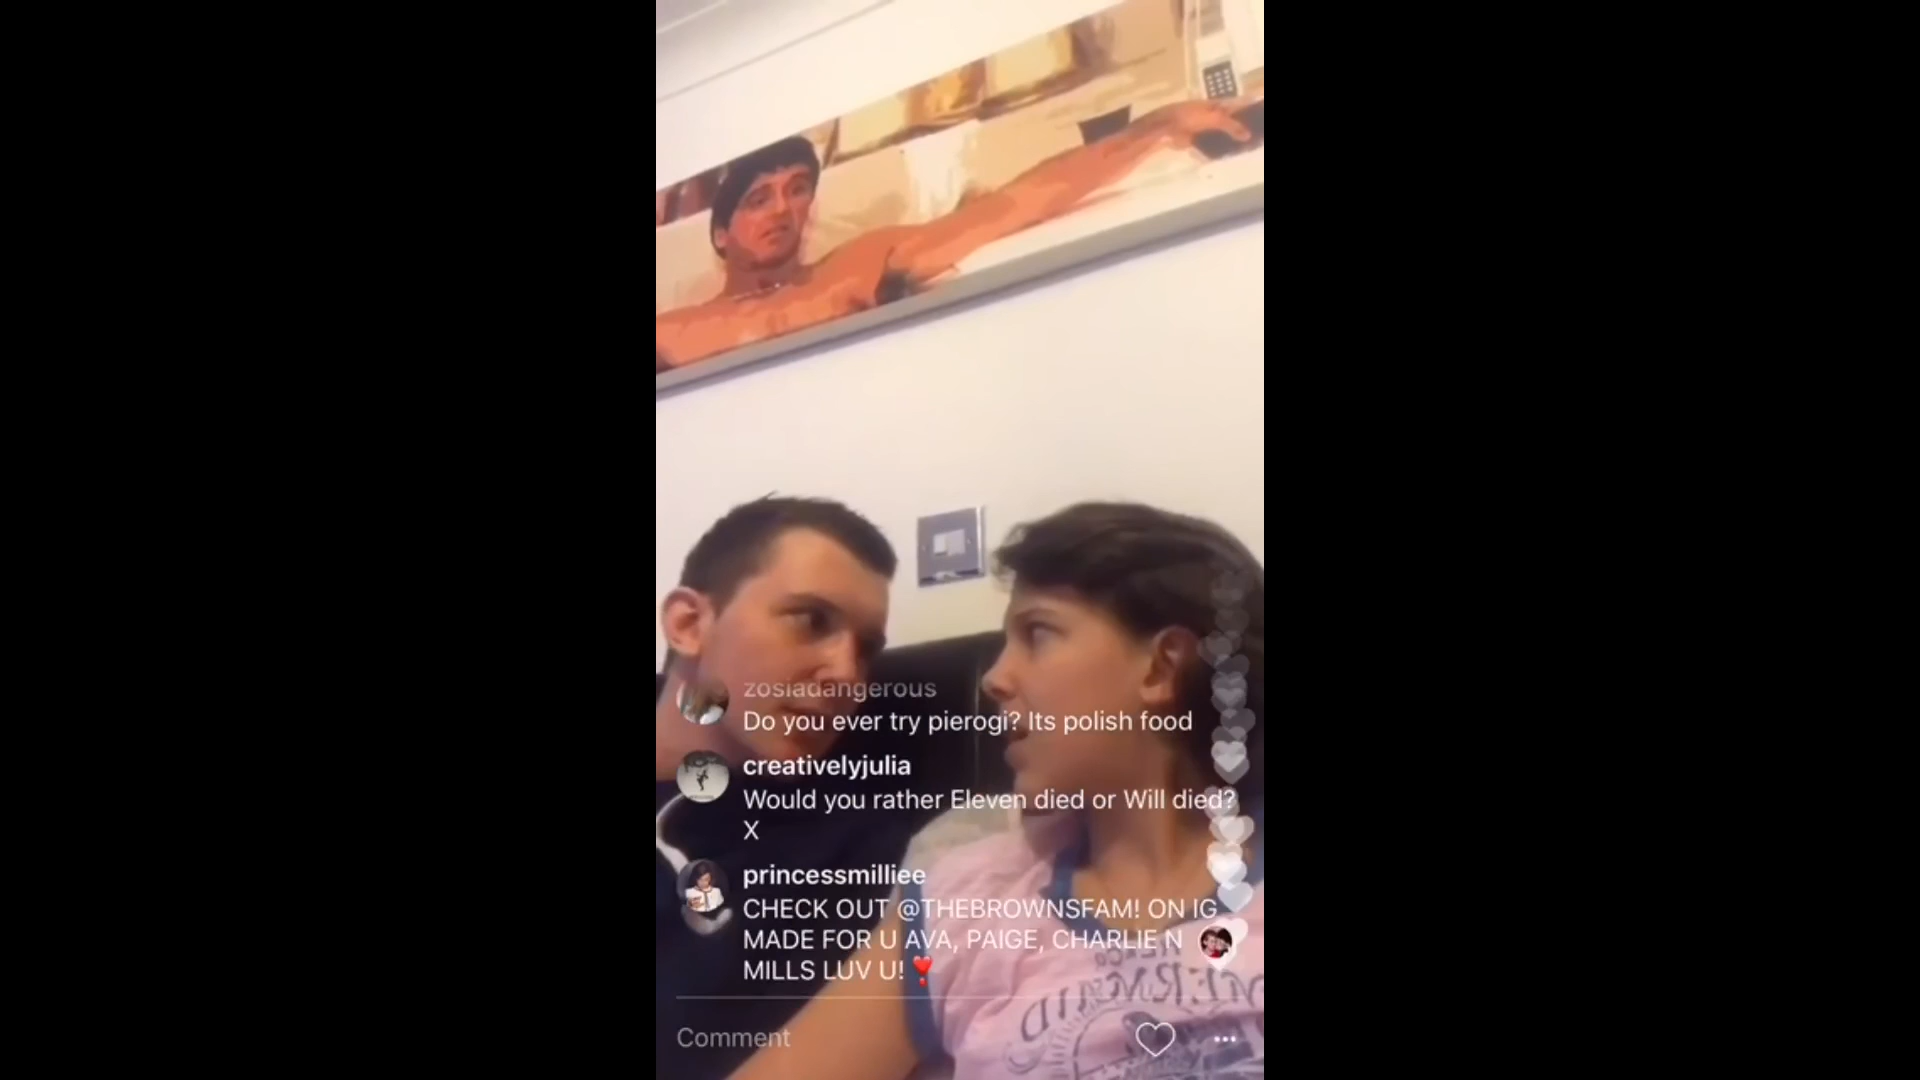 zosiadangerous
Do you ever try pierogi? Its polish food
creativelyjulia
Would you rather Eleven died or Will died?
X
princessmilliee
CHECK OUT @THEBROWNSFAM! ON IG
MADE FOR U AVA, PAIGE, CHARLIE N
MILLS LUV U! ❣️
Comment